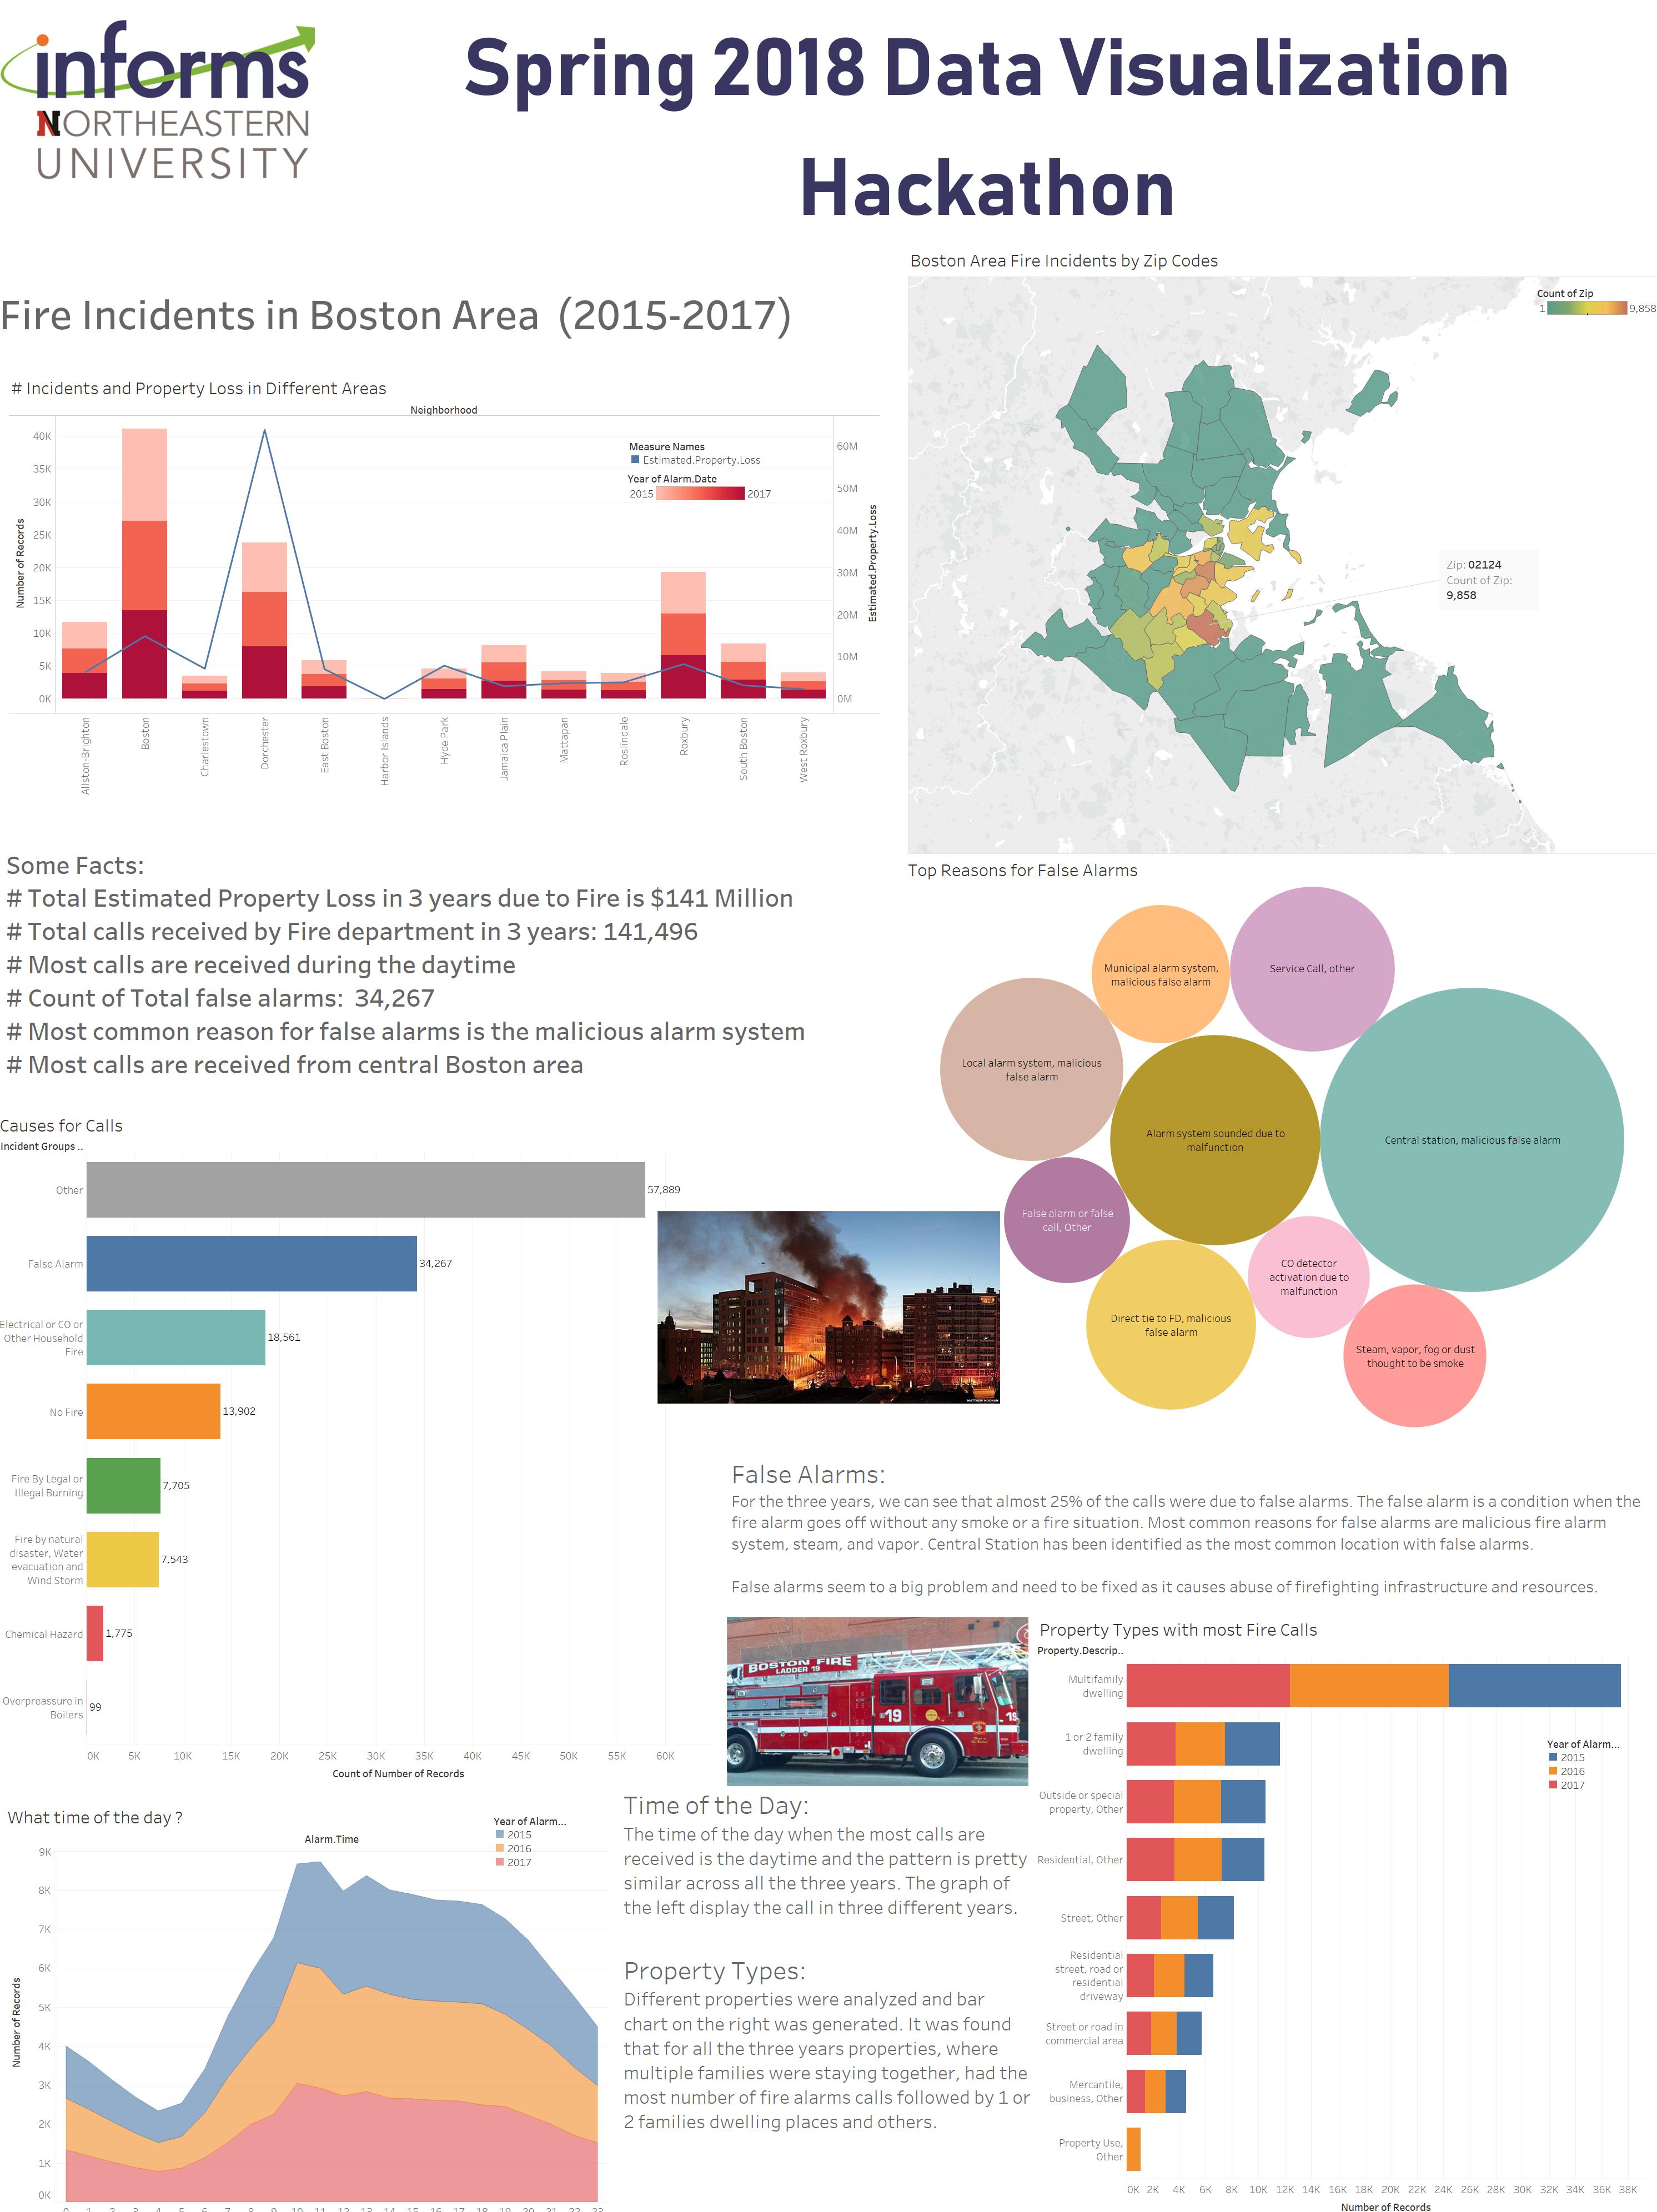 informs
NORTHEASTERN
UNIVERSITY
Spring 2018 Data Visualization
Hackathon
Fire Incidents in Boston Area (2015-2017)
# Incidents and Property Loss in Different Areas
Neighborhood
40K
35K
30K
25K
20K
15K
10K
5K
0K
Number of Records
60M
50M
40M
30M
20M
10M
0M
Estimated.Property.Loss
Measure Names
Estimated.Property.Loss
Year of Alarm.Date
2015 2017
Allston-Brighton
Boston
Charlestown
Dorchester
East Boston
Harbor Islands
Hyde Park
Jamaica Plain
Mattapan
Roslindale
Roxbury
South Boston
West Roxbury
Boston Area Fire Incidents by Zip Codes
Count of Zip
1 9,858
Zip: 02124
Count of Zip:
9,858
Some Facts:
# Total Estimated Property Loss in 3 years due to Fire is $141 Million
# Total calls received by Fire department in 3 years: 141,496
# Most calls are received during the daytime
# Count of Total false alarms: 34,267
# Most common reason for false alarms is the malicious alarm system
# Most calls are received from central Boston area
Top Reasons for False Alarms
Municipal alarm system,
malicious false alarm
Service Call, other
Local alarm system, malicious
false alarm
Alarm system sounded due to
malfunction
Central station, malicious false alarm
False alarm or false
call, Other
CO detector
activation due to
malfunction
Direct tie to FD, malicious
false alarm
Steam, vapor, fog or dust
thought to be smoke
Causes for Calls
Incident Groups ..
Other
57,889
False Alarm
34,267
Electrical or CO or
Other Household
Fire
18,561
No Fire
13,902
Fire By Legal or
Illegal Burning
7,705
Fire by natural
disaster, Water
evacuation and
Wind Storm
7,543
Chemical Hazard
1,775
Overpreassure in
Boilers
99
0K 5K 10K 15K 20K 25K 30K 35K 40K 45K 50K 55K 60K
Count of Number of Records
False Alarms:
For the three years, we can see that almost 25% of the calls were due to false alarms. The false alarm is a condition when the
fire alarm goes off without any smoke or a fire situation. Most common reasons for false alarms are malicious fire alarm
system, steam, and vapor. Central Station has been identified as the most common location with false alarms.
False alarms seem to a big problem and need to be fixed as it causes abuse of firefighting infrastructure and resources.
BOSTON FIRE
LADDER 19
19
19
Property Types with most Fire Calls
Property.Descrip..
Multifamily
dwelling
1 or 2 family
dwelling
Outside or special
property, Other
Residential, Other
Street, Other
Residential
street, road or
residential
driveway
Street or road in
commercial area
Mercantile,
business, Other
Property Use,
Other
Year of Alarm...
2015
2016
2017
0K 2K 4K 6K 8K 10K 12K 14K 16K 18K 20K 22K 24K 26K 28K 30K 32K 34K 36K 38K
Number of Records
What time of the day ?
Alarm.Time
Year of Alarm...
2015
2016
2017
9K
8K
7K
6K
5K
4K
3K
2K
1K
0K
Number of Records
Time of the Day:
The time of the day when the most calls are
received is the daytime and the pattern is pretty
similar across all the three years. The graph of
the left display the call in three different years.
Property Types:
Different properties were analyzed and bar
chart on the right was generated. It was found
that for all the three years properties, where
multiple families were staying together, had the
most number of fire alarms calls followed by 1 or
2 families dwelling places and others.